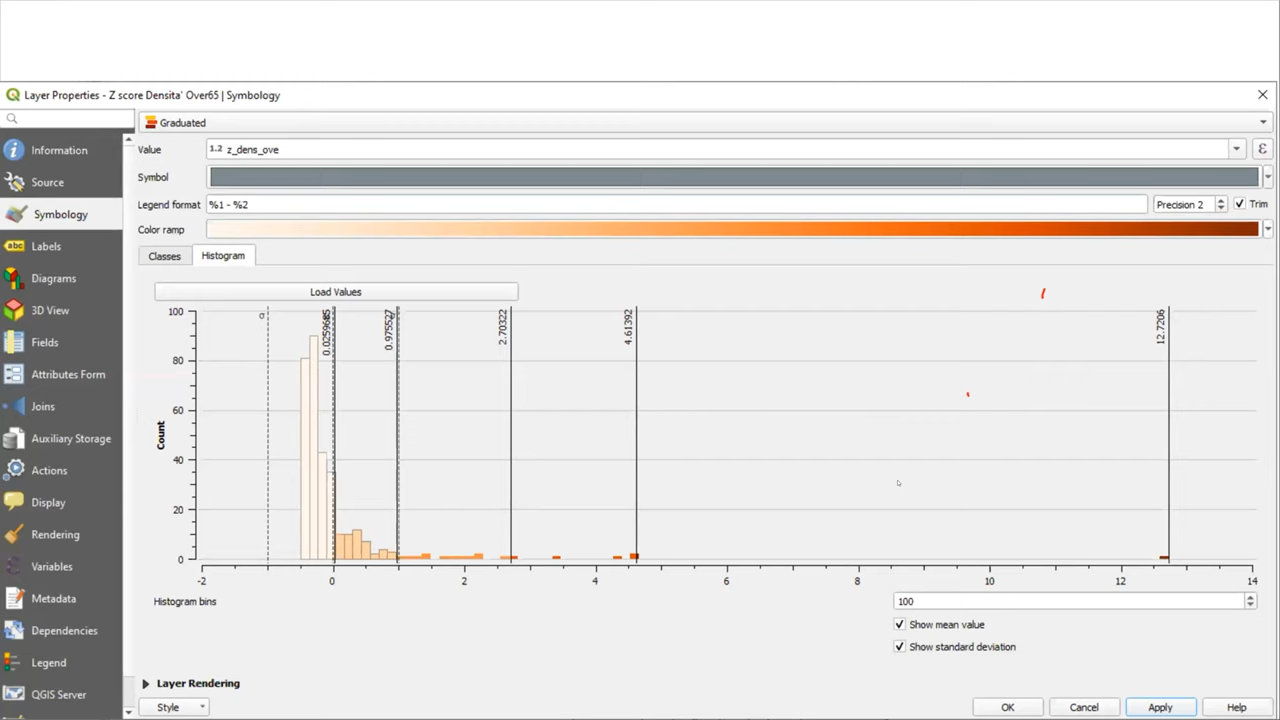 Layer Properties - Z score Densita' Over65 | Symbology
Graduated
Information
Value
1.2 z_dens_ove
ε
Source
Symbol
Symbology
Legend format
%1 - %2
Precision 2
Trim
Color ramp
Labels
abc
Classes
Histogram
Diagrams
Load Values
3D View
Fields
Attributes Form
Joins
Auxiliary Storage
Actions
Display
Rendering
Variables
Metadata
Dependencies
Legend
QGIS Server
100
80
60
40
20
0
Count
σ
0.975527
2.70322
4.61392
12.7206
-2
0
2
4
6
8
10
12
14
Histogram bins
100
Show mean value
Show standard deviation
Layer Rendering
Style
OK
Cancel
Apply
Help